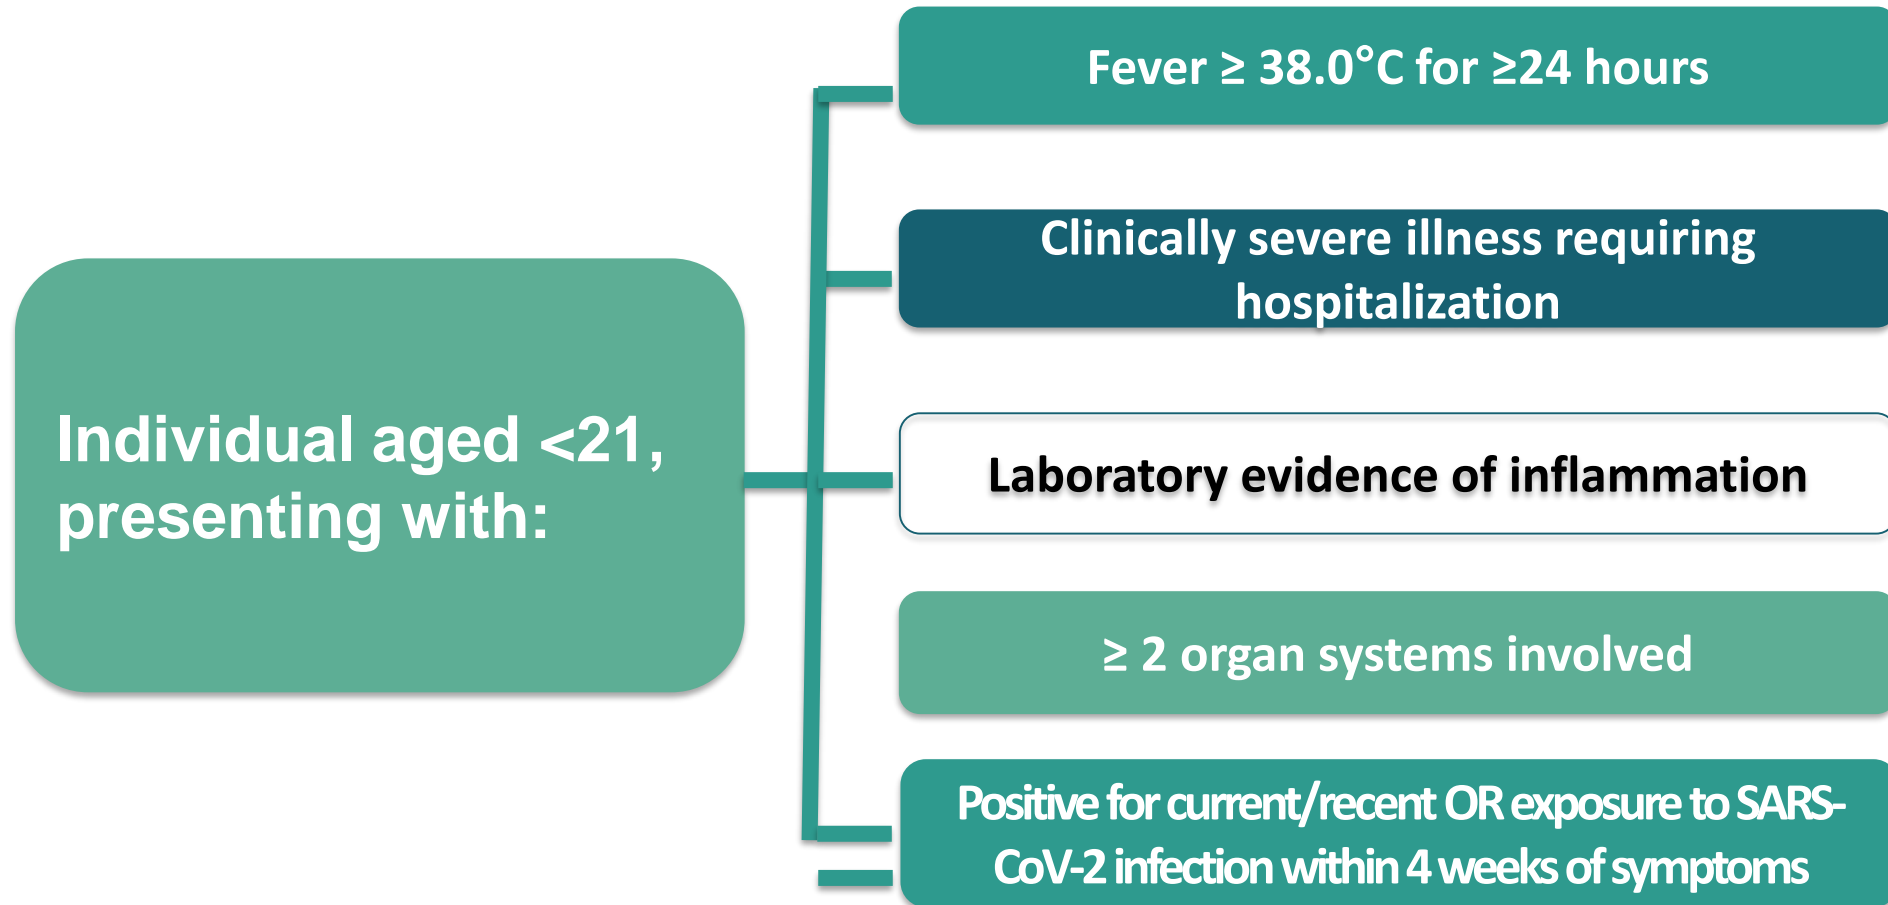 Individual aged <21,
presenting with:
Fever ≥ 38.0°C for ≥24 hours
Clinically severe illness requiring
hospitalization
Laboratory evidence of inflammation
≥ 2 organ systems involved
Positive for current/recent OR exposure to SARS-
CoV-2 infection within 4 weeks of symptoms